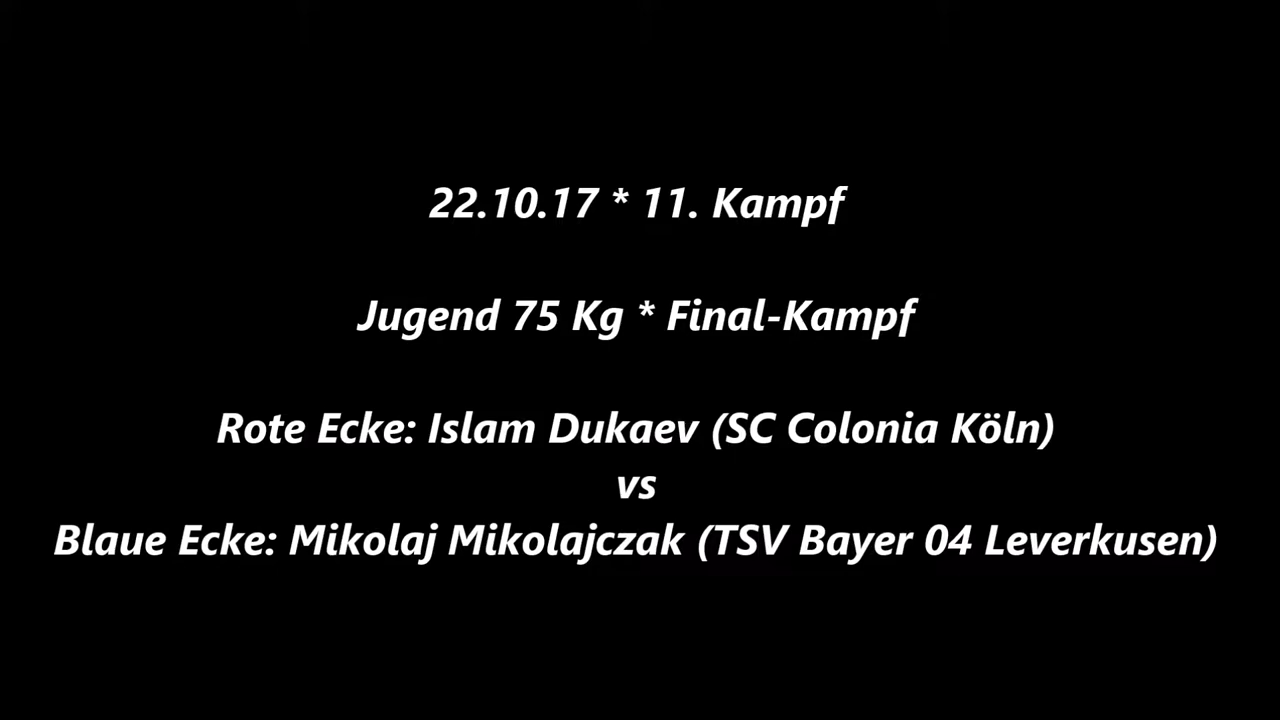 22.10.17 * 11. Kampf
Jugend 75 Kg * Final-Kampf
Rote Ecke: Islam Dukaev (SC Colonia Köln)
vs
Blaue Ecke: Mikolaj Mikolajczak (TSV Bayer 04 Leverkusen)